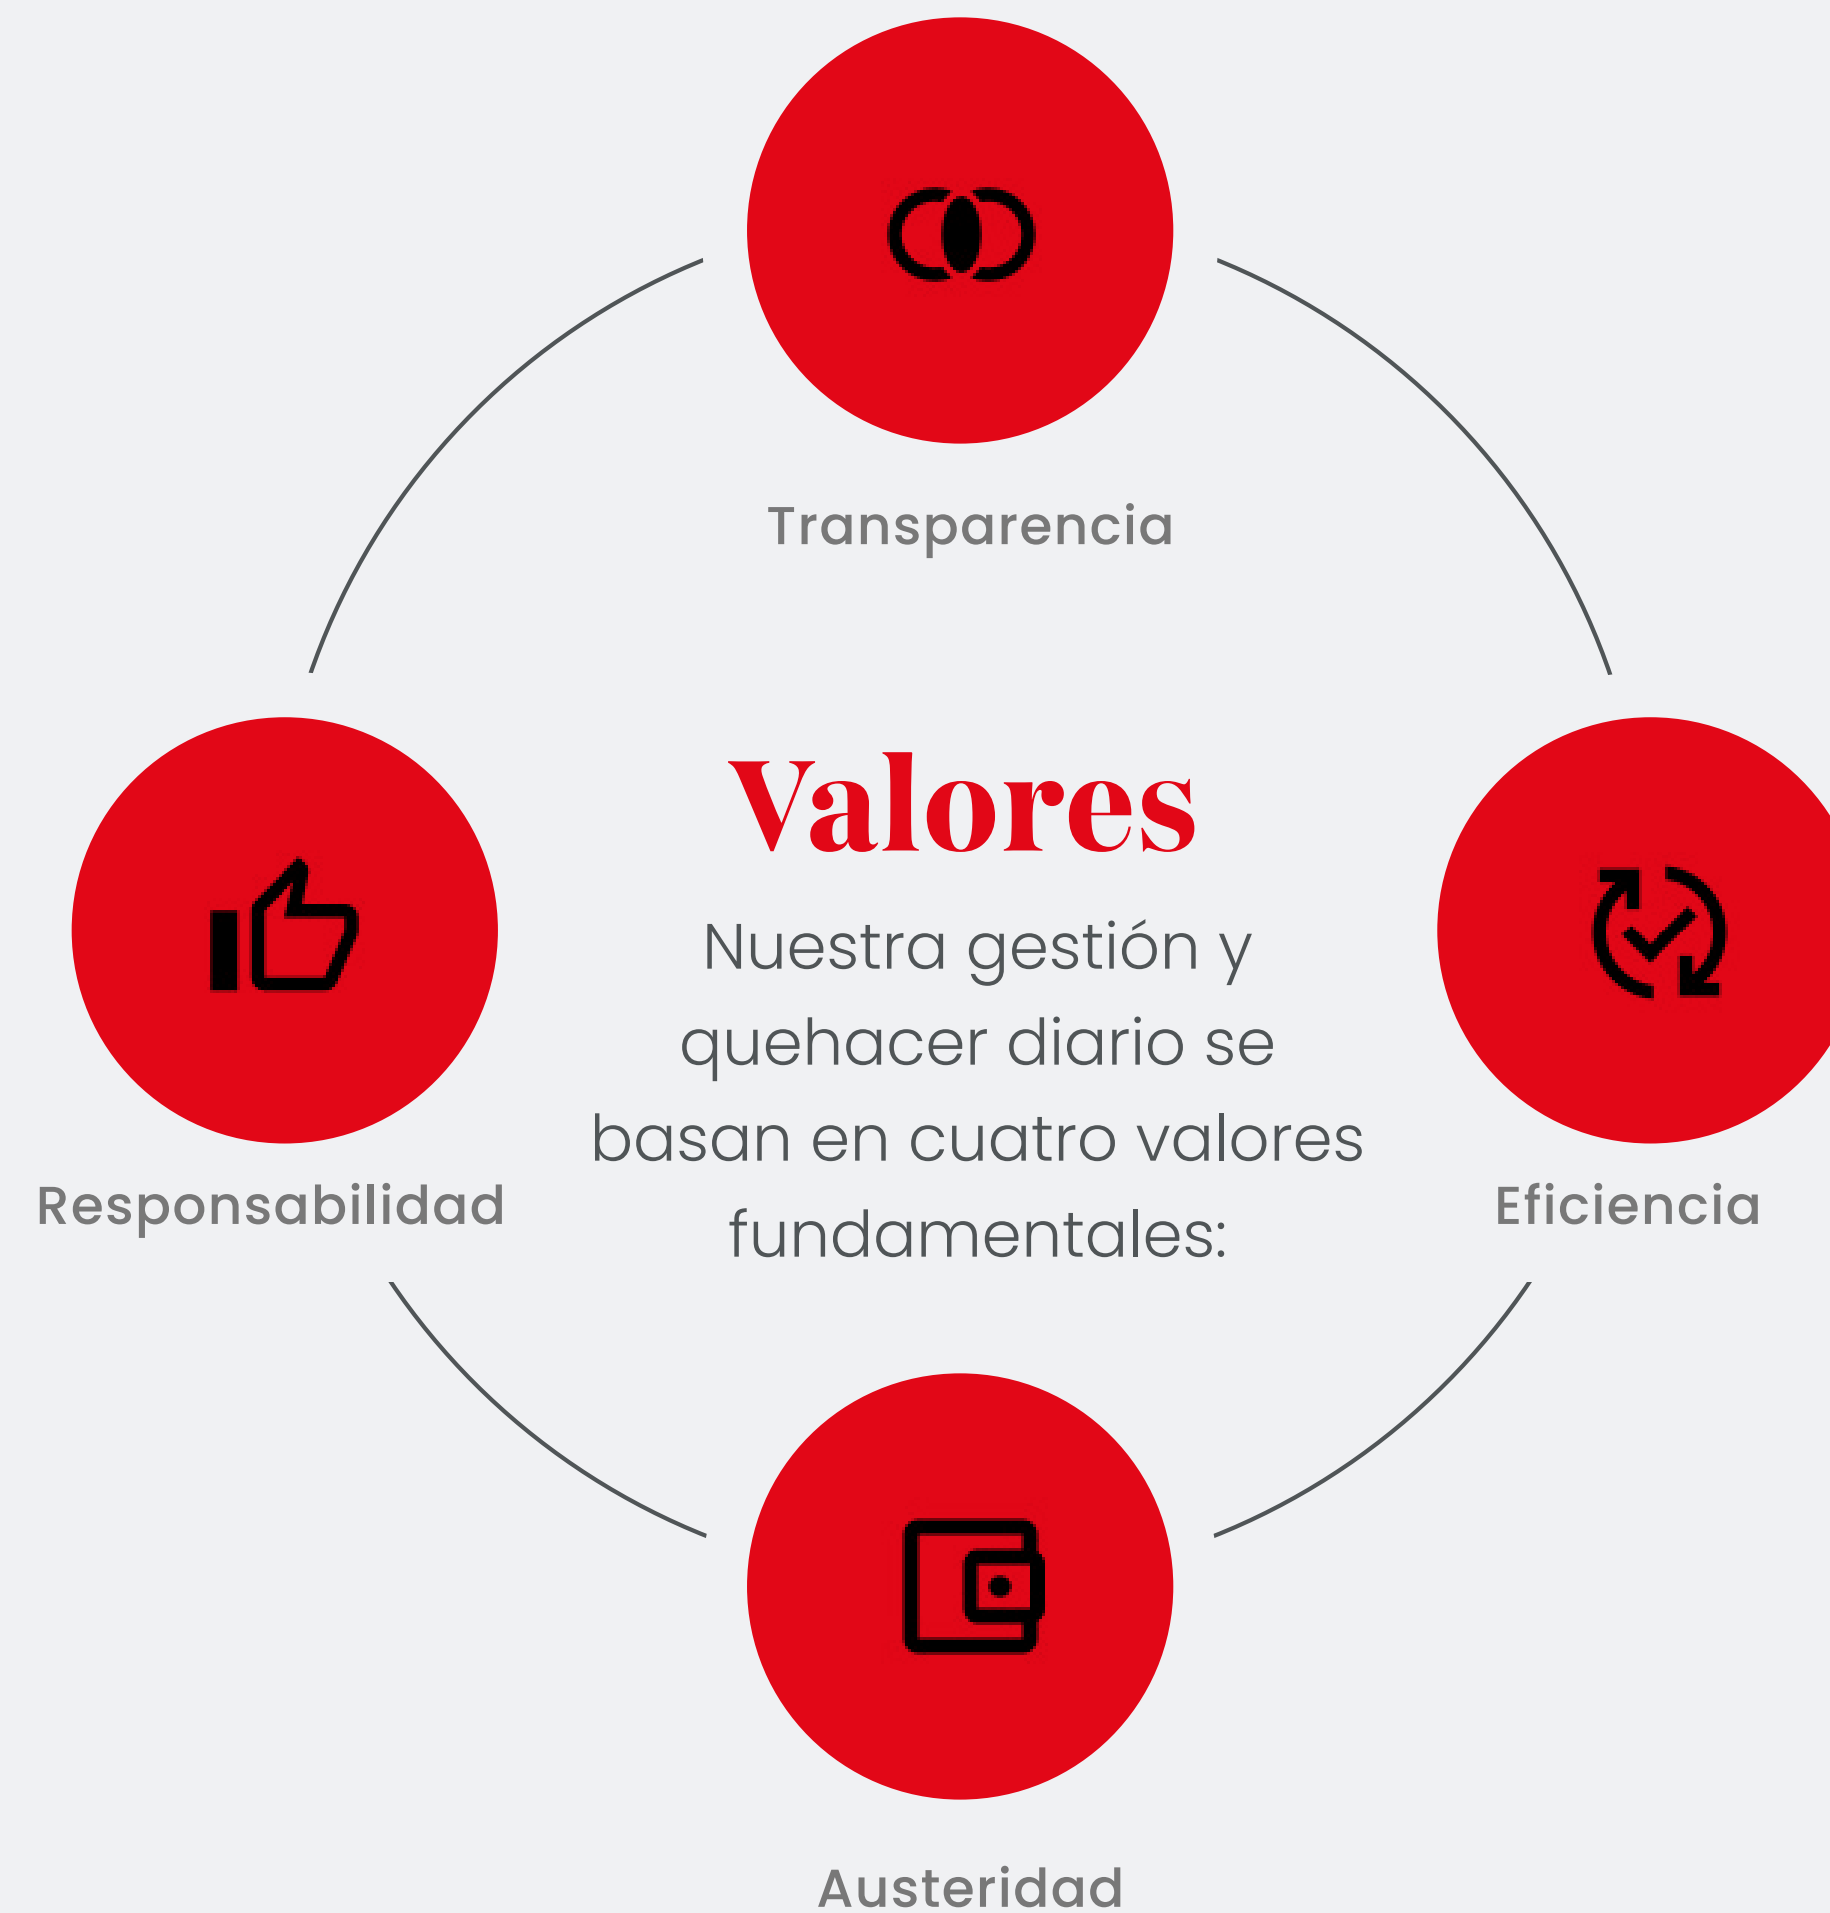 Transparencia
Valores
Nuestra gestión y
quehacer diario se
basan en cuatro valores
fundamentales:
Responsabilidad
Eficiencia
Austeridad